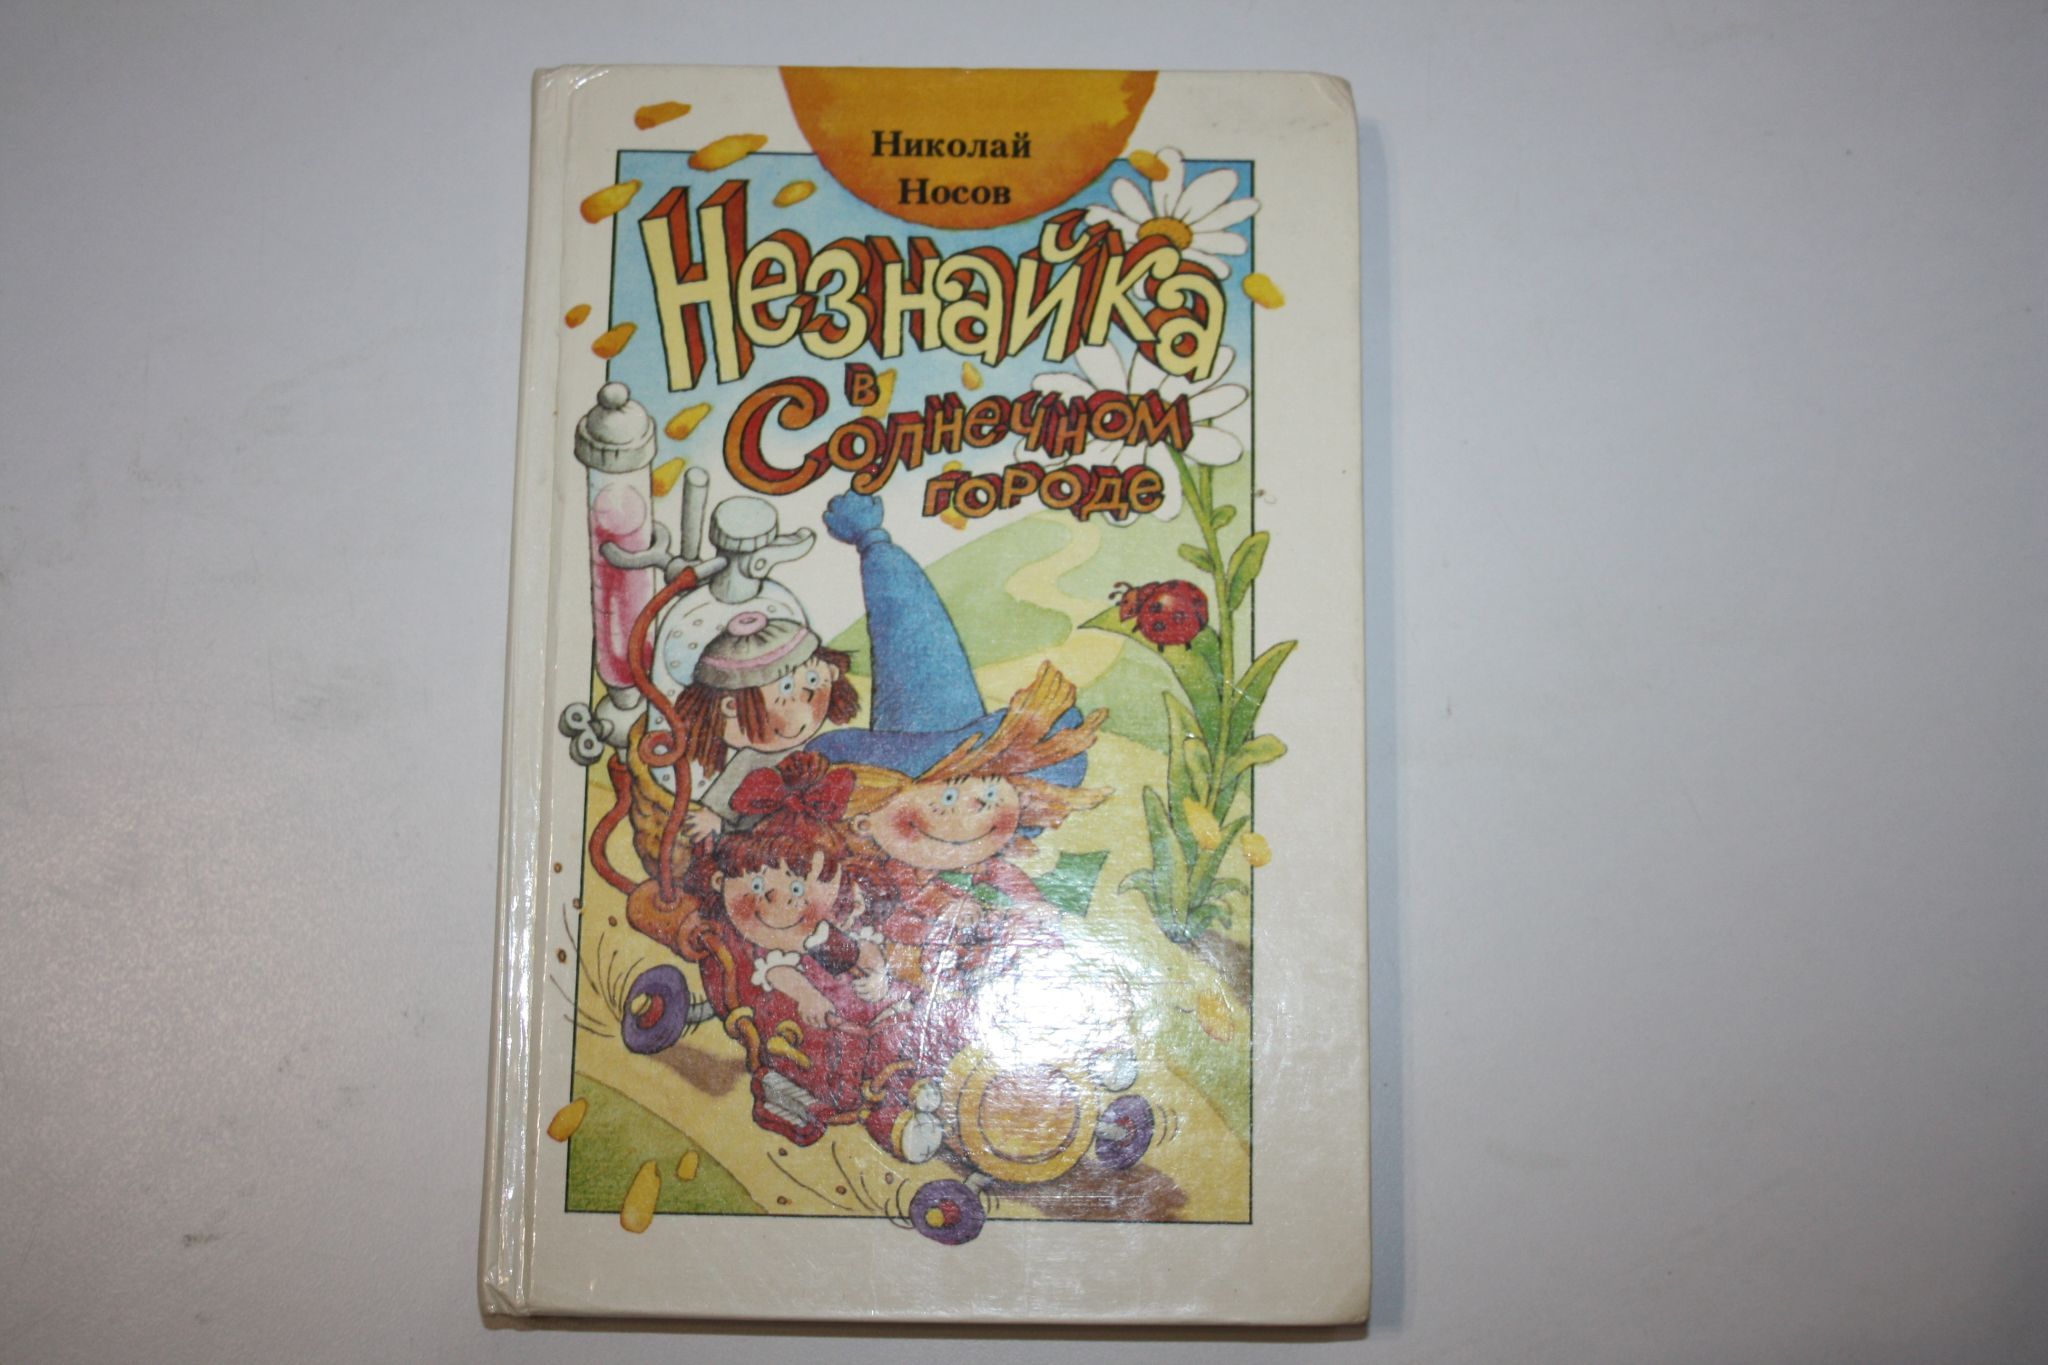 Николай
Носов
Незнайка
в
Солнечном
городе